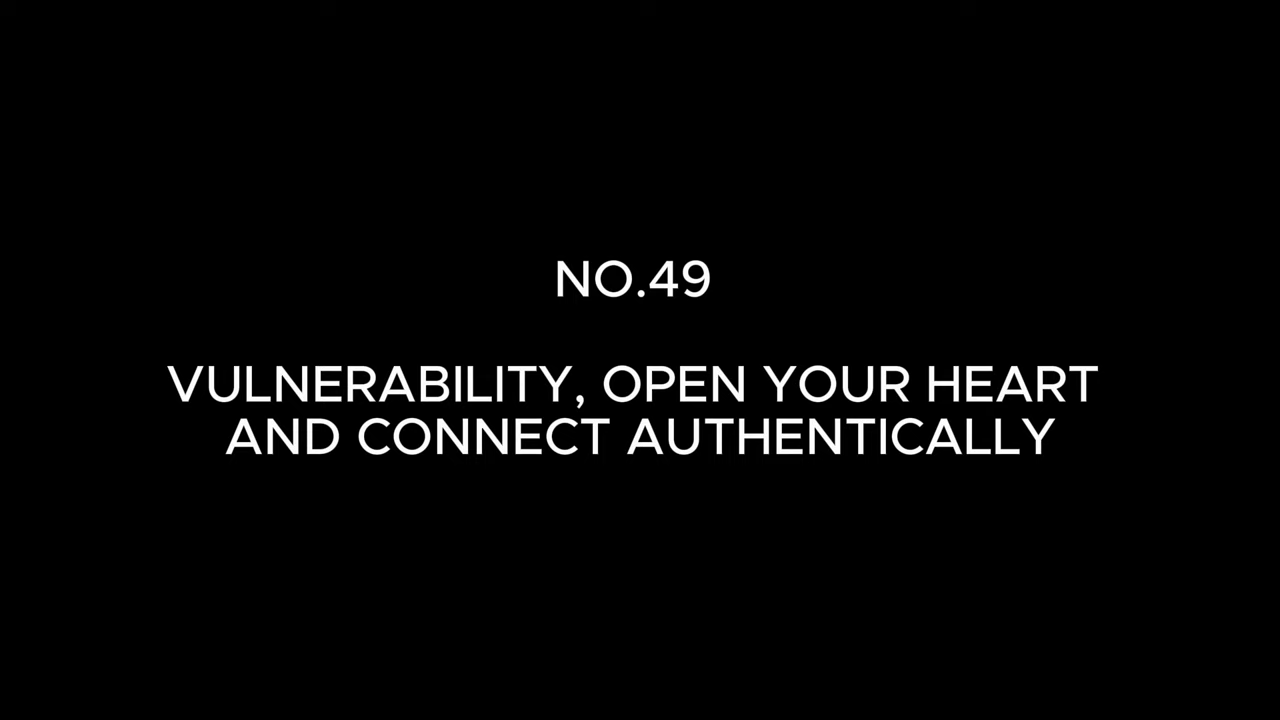 NO.49
VULNERABILITY, OPEN YOUR HEART
AND CONNECT AUTHENTICALLY